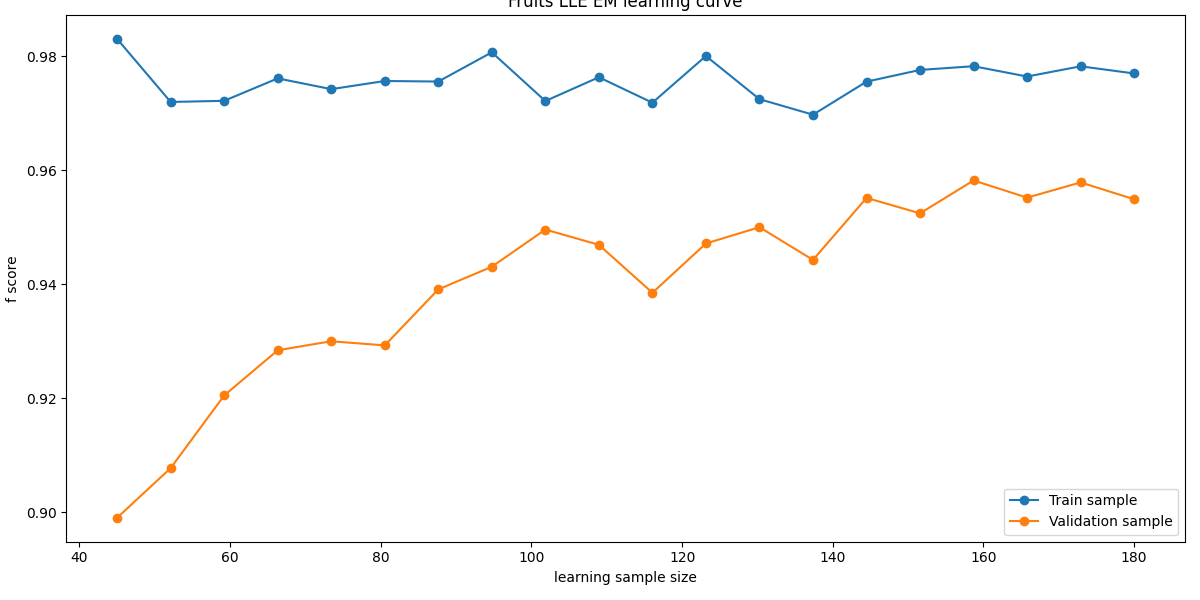 Fruits LLE EM learning curve
0.98
0.96
0.94
0.92
0.90
f score
40 60 80 100 120 140 160 180
learning sample size
Train sample
Validation sample